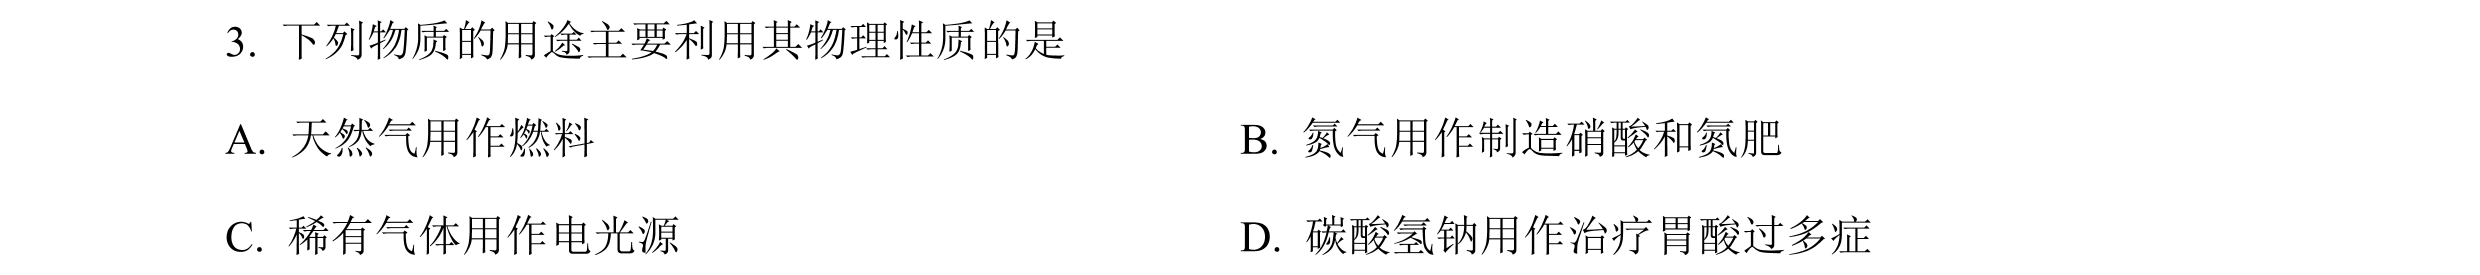 3. 下列物质的用途主要利用其物理性质的是
A. 天然气用作燃料 B. 氮气用作制造硝酸和氮肥
C. 稀有气体用作电光源 D. 碳酸氢钠用作治疗胃酸过多症